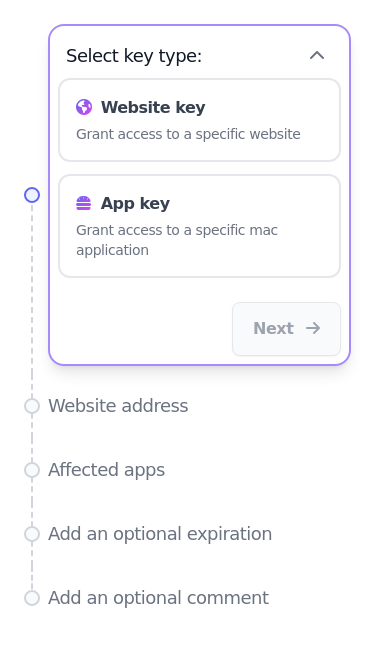 Select key type:
Website key
Grant access to a specific website
App key
Grant access to a specific mac
application
Next
Website address
Affected apps
Add an optional expiration
Add an optional comment